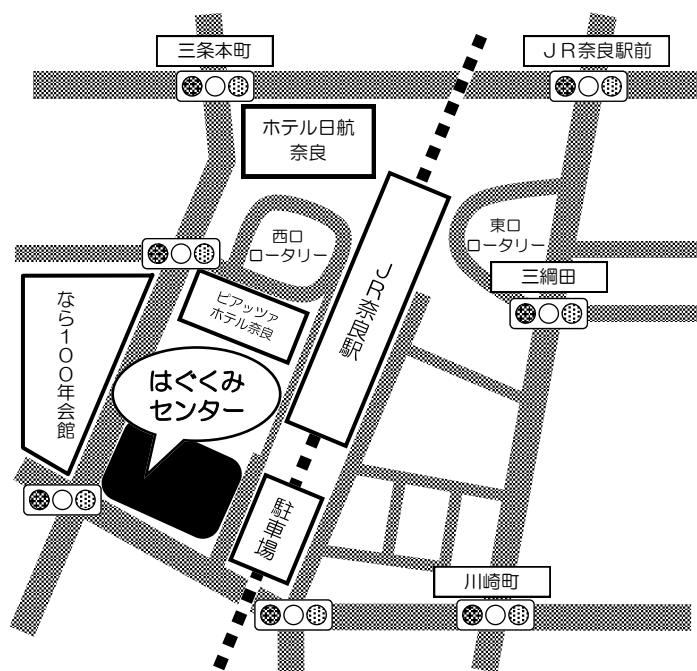 三条本町
ＪＲ奈良駅前
ホテル日航
奈良
西口
ロータリー
東口
ロータリー
三綱田
ピアッツァ
ホテル奈良
ＪＲ奈良駅
なら１００年会館
はぐくみ
センター
駐車場
川崎町